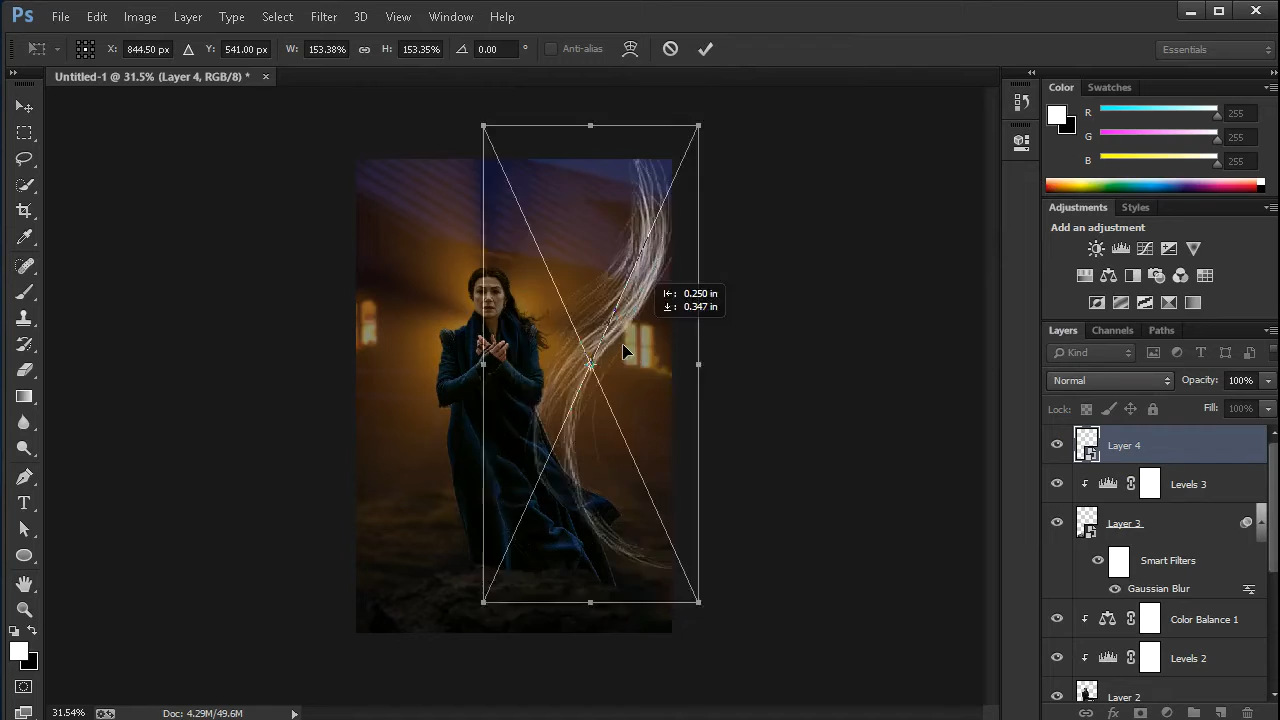 Ps File Edit Image Layer Type Select Filter 3D View Window Help
X: 844.50 px Y: 541.00 px W: 153.38% H: 153.35% 0.00 ° Anti-alias Essentials
Untitled-1 @ 31.5% (Layer 4, RGB/8) * ×
Color Swatches
R 255
G 255
B 255
Adjustments Styles
Add an adjustment
0.250 in
0.347 in
Layers Channels Paths
Kind
Normal Opacity: 100%
Lock: Fill: 100%
Layer 4
Levels 3
Layer 3
Smart Filters
Gaussian Blur
Color Balance 1
Levels 2
Layer 2
31.54% Doc: 4.29M/49.6M